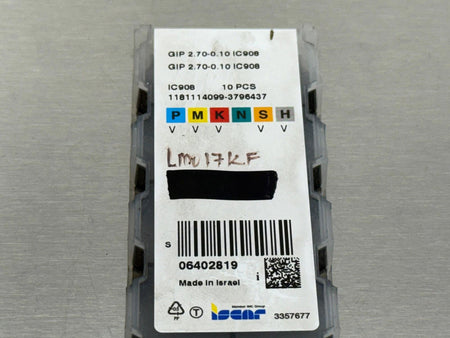 GIP 2.70-0.10 IC908
GIP 2.70-0.10 IC908
IC908 10 PCS
1181114099-3796437
P M K N S H
V V V V V
S
06402819
Made in Israel
PP
T
Member IMC Group
iscar
3357677